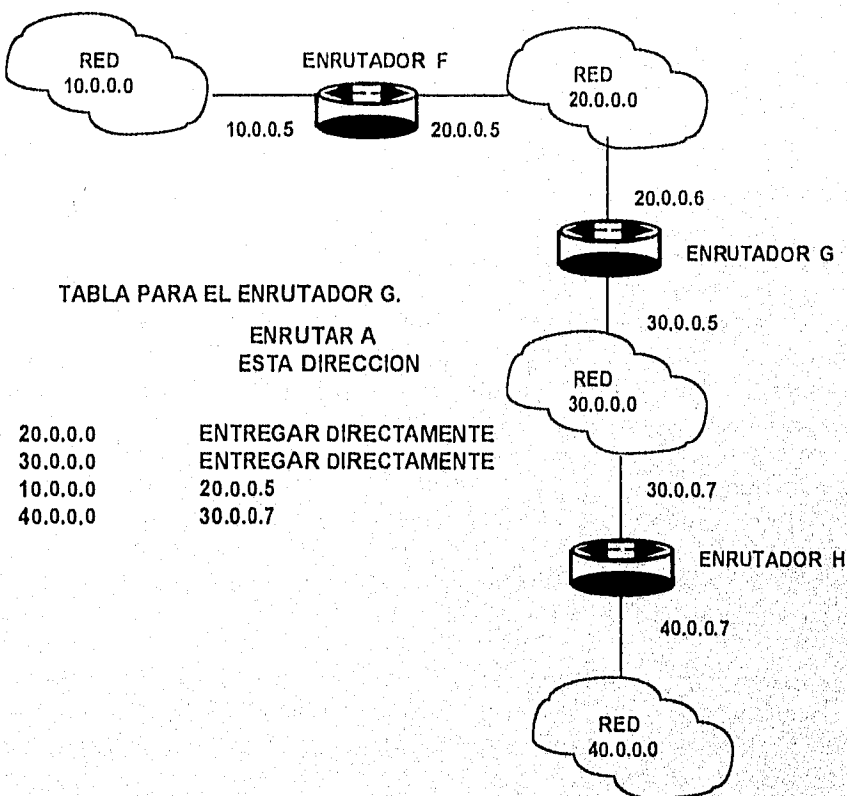 RED
10.0.0.0
ENRUTADOR F
10.0.0.5
20.0.0.5
RED
20.0.0.0
20.0.0.6
ENRUTADOR G
30.0.0.5
TABLA PARA EL ENRUTADOR G.
ENRUTAR A
ESTA DIRECCION
20.0.0.0 ENTREGAR DIRECTAMENTE
30.0.0.0 ENTREGAR DIRECTAMENTE
10.0.0.0 20.0.0.5
40.0.0.0 30.0.0.7
RED
30.0.0.0
30.0.0.7
ENRUTADOR H
40.0.0.7
RED
40.0.0.0